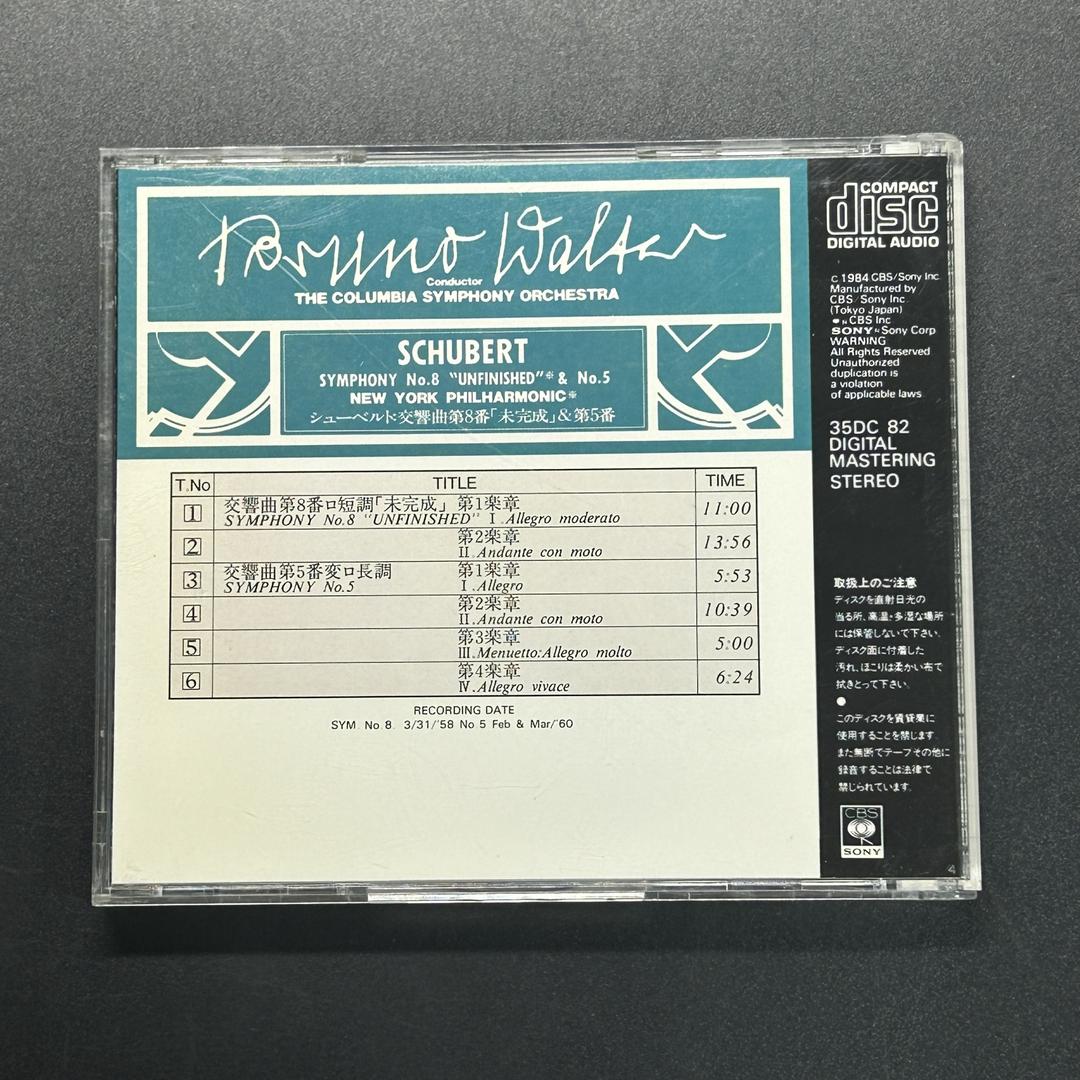 Bruno Walter
Conductor
THE COLUMBIA SYMPHONY ORCHESTRA
SCHUBERT
SYMPHONY No.8 "UNFINISHED"※ & No.5
NEW YORK PHILHARMONIC※
シューベルト:交響曲第8番「未完成」&第5番
T.No TITLE TIME
1 交響曲第8番ロ短調「未完成」 第1楽章 11:00
SYMPHONY No.8 "UNFINISHED" I.Allegro moderato
2 第2楽章 13:56
II.Andante con moto
3 交響曲第5番変ロ長調 第1楽章 5:53
SYMPHONY No.5 I.Allegro
4 第2楽章 10:39
II.Andante con moto
5 第3楽章 5:00
III.Menuetto:Allegro molto
6 第4楽章 6:24
IV.Allegro vivace
RECORDING DATE
SYM. No.8. 3/31/'58 No.5 Feb & Mar/'60
COMPACT
disc
DIGITAL AUDIO
C 1984 CBS/Sony Inc.
Manufactured by
CBS/Sony Inc.
(Tokyo Japan)
CBS Inc.
SONY Sony Corp.
WARNING
All Rights Reserved
Unauthorized
duplication is
a violation
of applicable laws
35DC 82
DIGITAL
MASTERING
STEREO
取扱上のご注意
ディスクを直射日光の
当る所、高温・多湿な場所
には保管しないで下さい。
ディスク面に付着した
汚れ、ほこりは柔かい布で
拭きとって下さい。
●
このディスクを賃貸業に
使用することを禁じます。
また無断でテープその他に
録音することは法律で
禁じられています。
CBS
SONY